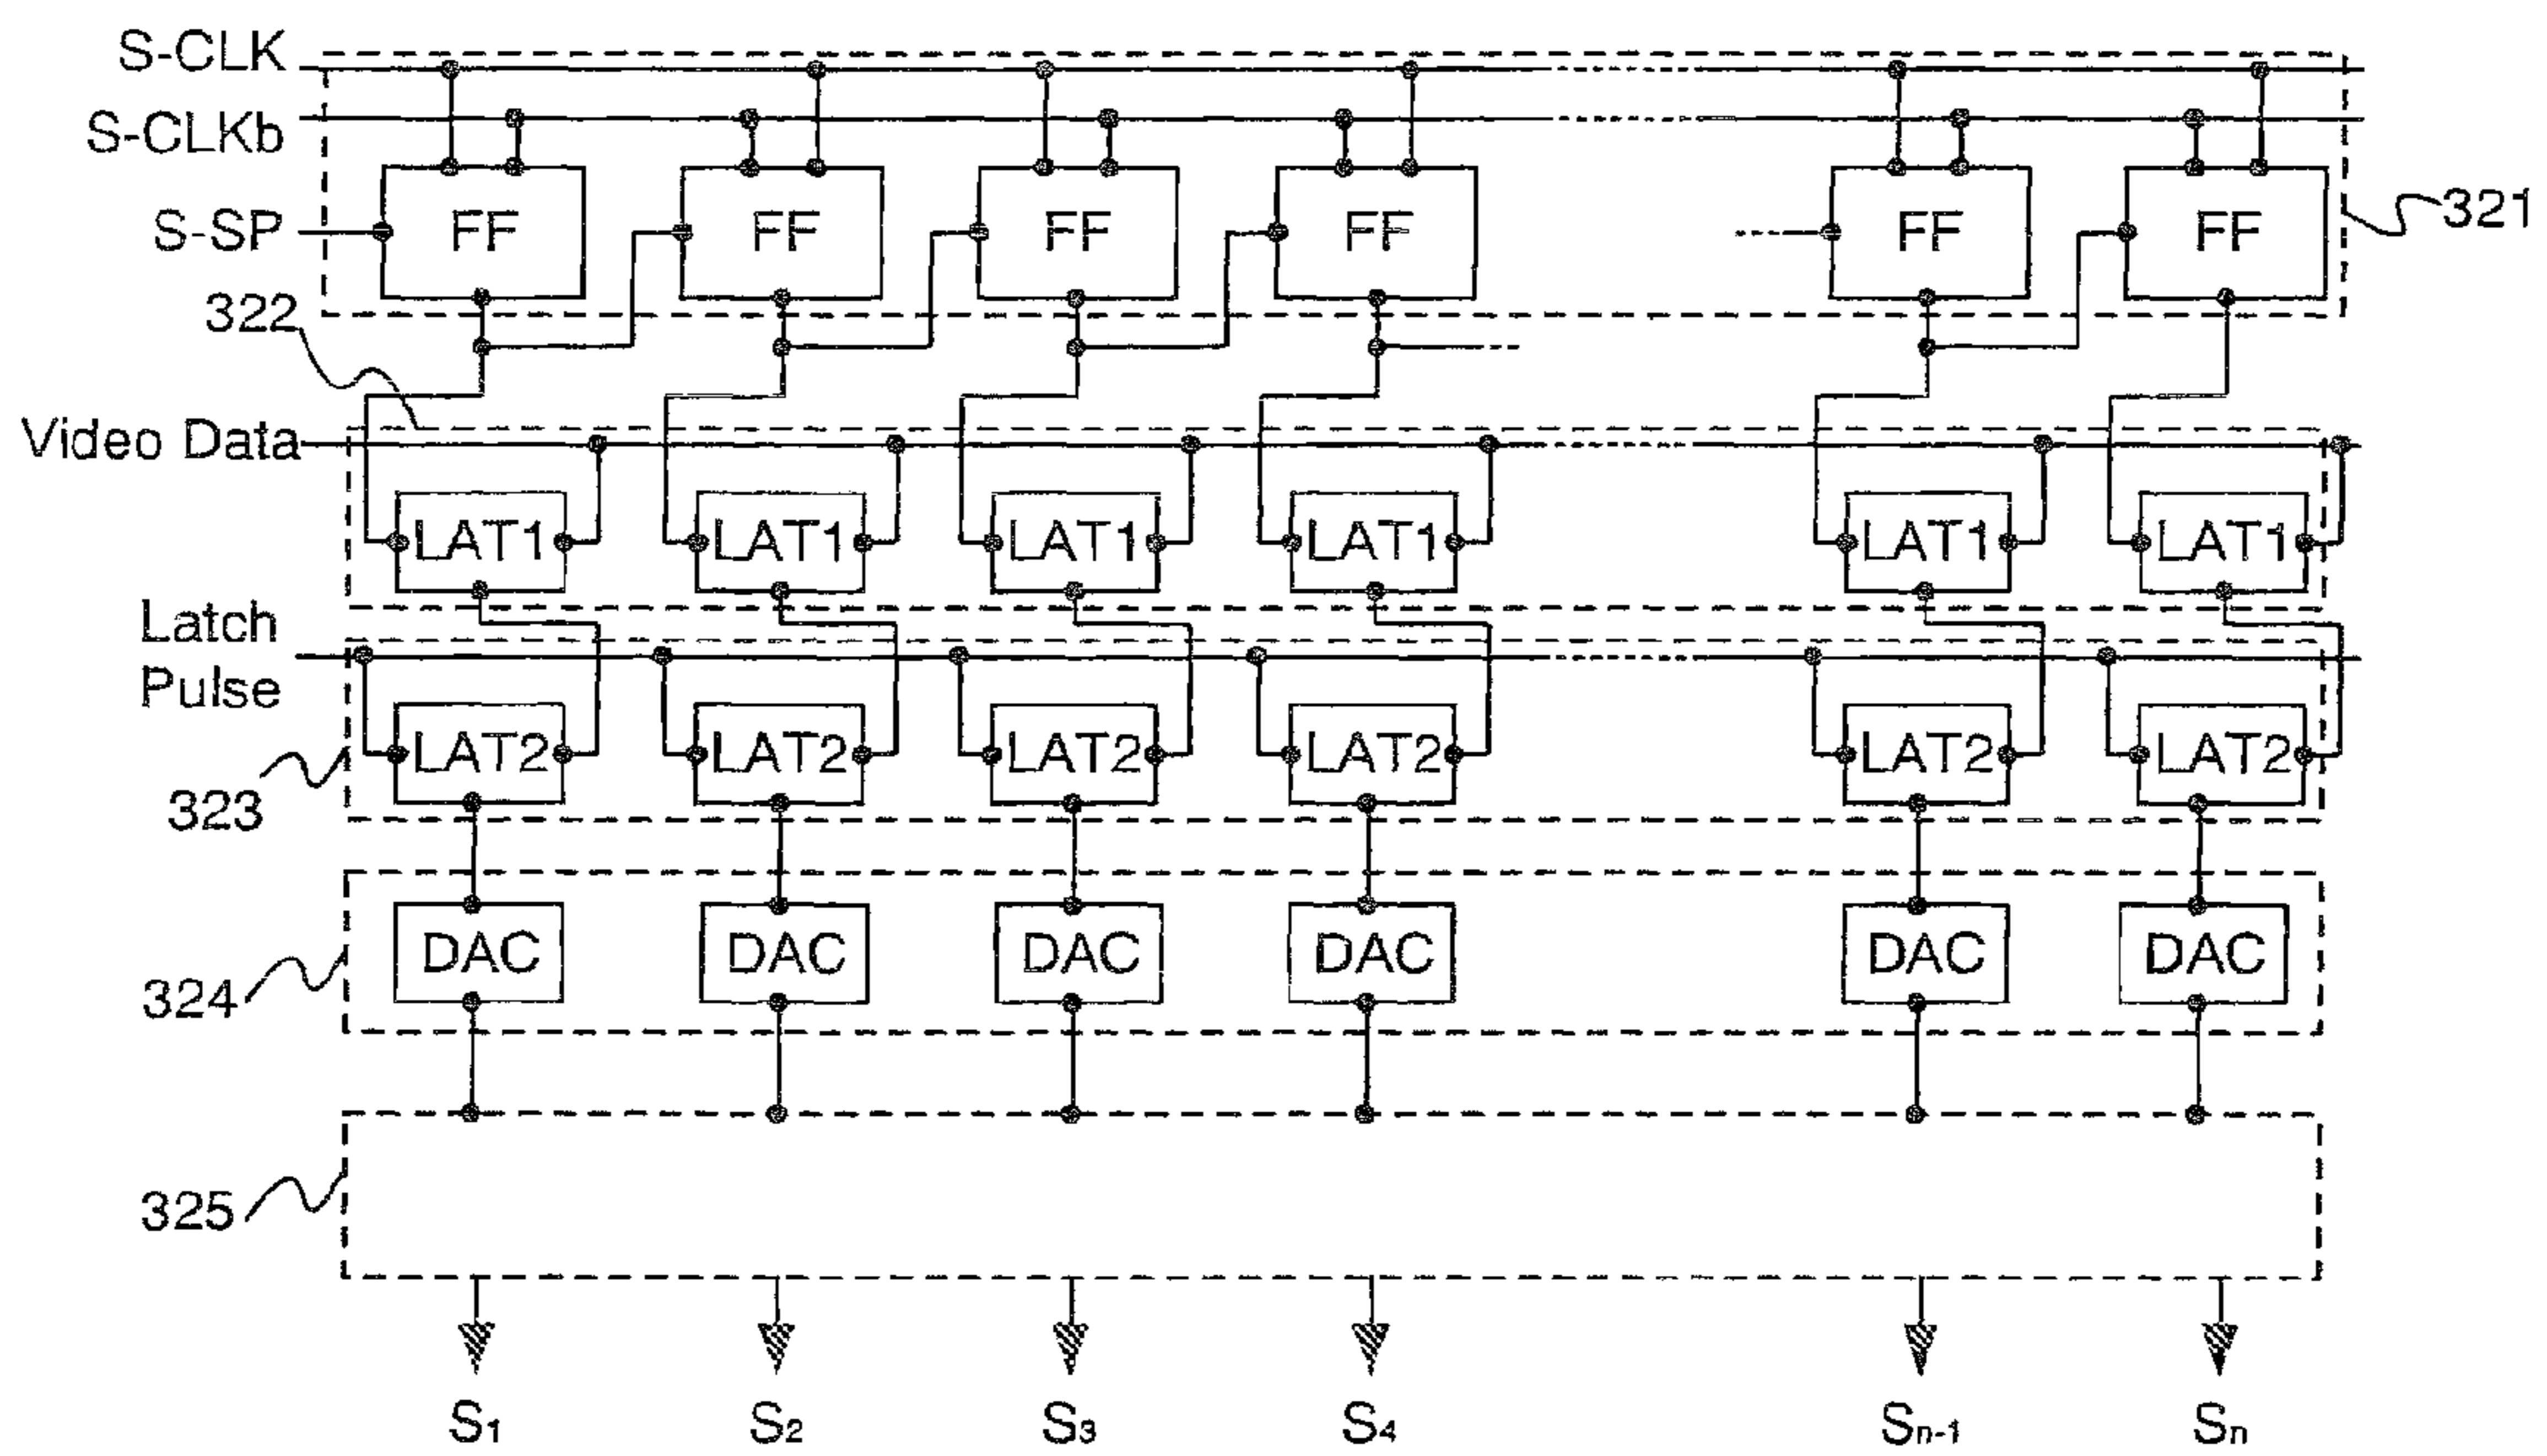 S-CLK
S-CLKb
S-SP
FF FF FF FF FF FF
321
322
Video Data
LAT1 LAT1 LAT1 LAT1 LAT1 LAT1
Latch
Pulse
LAT2 LAT2 LAT2 LAT2 LAT2 LAT2
323
DAC DAC DAC DAC DAC DAC
324
325
S1 S2 S3 S4 Sn-1 Sn